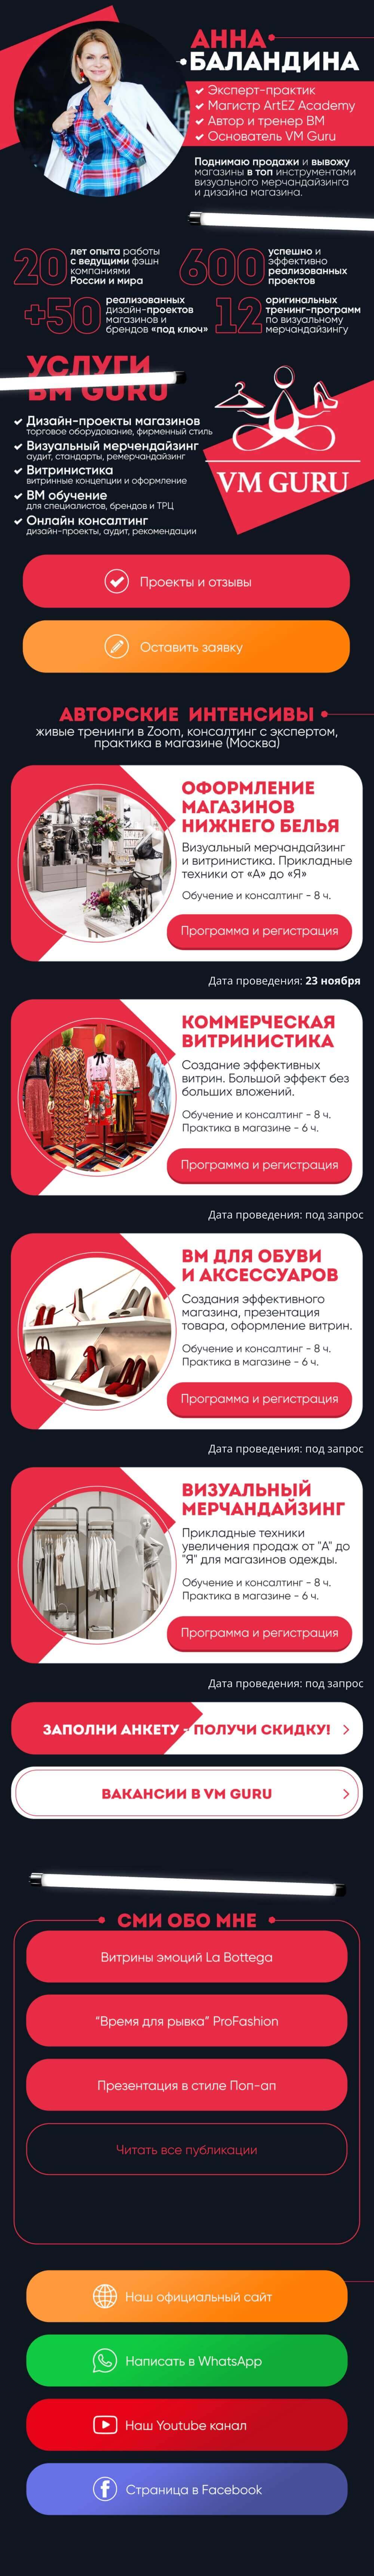 АННА
БАЛАНДИНА
Эксперт-практик
Магистр ArtEZ Academy
Автор и тренер ВМ
Основатель VM Guru
Поднимаю продажи и вывожу
магазины в топ инструментами
визуального мерчандайзинга
и дизайна магазина.
20
лет опыта работы
с ведущими фэшн
компаниями
России и мира
600
успешно и
эффективно
реализованных
проектов
+50
реализованных
дизайн-проектов
магазинов и
брендов «под ключ»
12
оригинальных
тренинг-программ
по визуальному
мерчандайзингу
УСЛУГИ
ВМ GURU
Дизайн-проекты магазинов
торговое оборудование, фирменный стиль
Визуальный мерчендайзинг
аудит, стандарты, ремерчандайзинг
Витринистика
витринные концепции и оформление
ВМ обучение
для специалистов, брендов и ТРЦ
Онлайн консалтинг
дизайн-проекты, аудит, рекомендации
VM GURU
Проекты и отзывы
Оставить заявку
АВТОРСКИЕ ИНТЕНСИВЫ
живые тренинги в Zoom, консалтинг с экспертом,
практика в магазине (Москва)
ОФОРМЛЕНИЕ
МАГАЗИНОВ
НИЖНЕГО БЕЛЬЯ
Визуальный мерчандайзинг
и витринистика. Прикладные
техники от «А» до «Я»
Обучение и консалтинг - 8 ч.
Программа и регистрация
Дата проведения: 23 ноября
КОММЕРЧЕСКАЯ
ВИТРИНИСТИКА
Создание эффективных
витрин. Большой эффект без
больших вложений.
Обучение и консалтинг - 8 ч.
Практика в магазине - 6 ч.
Программа и регистрация
Дата проведения: под запрос
ВМ ДЛЯ ОБУВИ
И АКСЕССУАРОВ
Создания эффективного
магазина, презентация
товара, оформление витрин.
Обучение и консалтинг - 8 ч.
Практика в магазине - 6 ч.
Программа и регистрация
Дата проведения: под запрос
ВИЗУАЛЬНЫЙ
МЕРЧАНДАЙЗИНГ
Прикладные техники
увеличения продаж от "А" до
"Я" для магазинов одежды.
Обучение и консалтинг - 8 ч.
Практика в магазине - 6 ч.
Программа и регистрация
Дата проведения: под запрос
ЗАПОЛНИ АНКЕТУ - ПОЛУЧИ СКИДКУ!
ВАКАНСИИ В VM GURU
СМИ ОБО МНЕ
Витрины эмоций La Bottega
"Время для рывка" ProFashion
Презентация в стиле Поп-ап
Читать все публикации
Наш официальный сайт
Написать в WhatsApp
Наш Youtube канал
Страница в Facebook